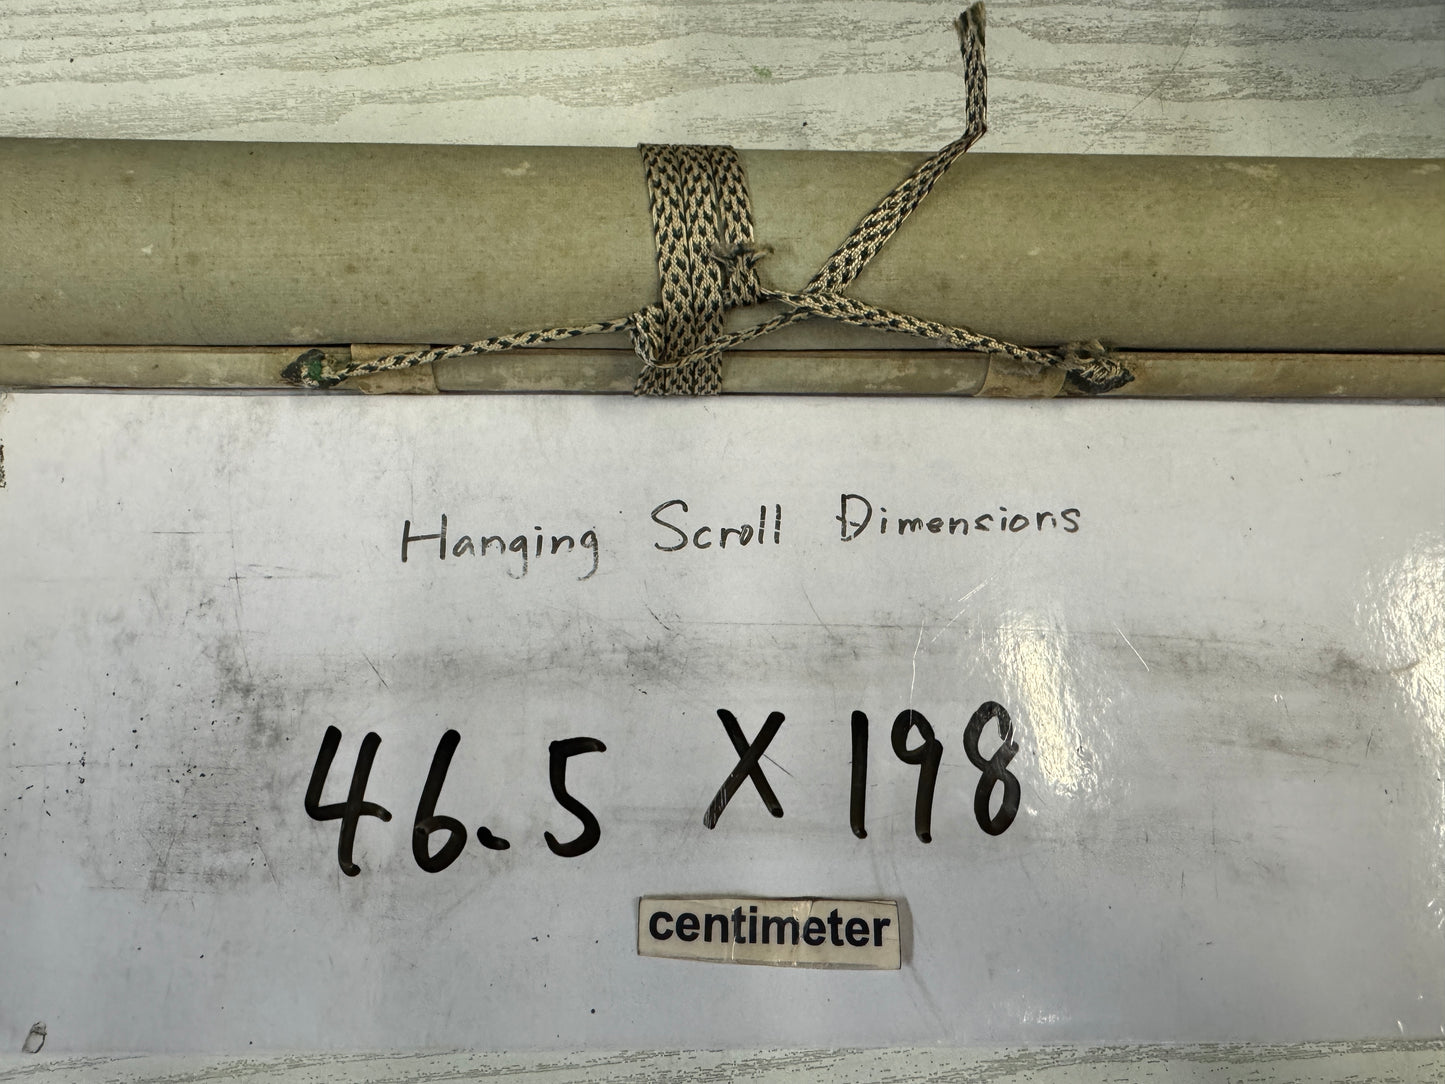 Hanging Scroll Dimensions
46.5 X 198
centimeter